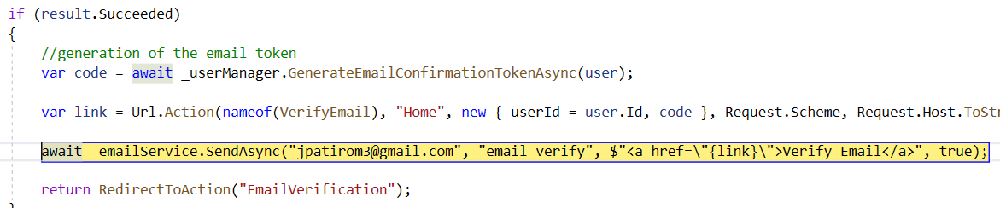 if (result.Succeeded)
{
//generation of the email token
var code = await _userManager.GenerateEmailConfirmationTokenAsync(user);
var link = Url.Action(nameof(VerifyEmail), "Home", new { userId = user.Id, code }, Request.Scheme, Request.Host.ToStr
await _emailService.SendAsync("jpatirom3@gmail.com", "email verify", $"<a href=\"{link}\">Verify Email</a>", true);
return RedirectToAction("EmailVerification");